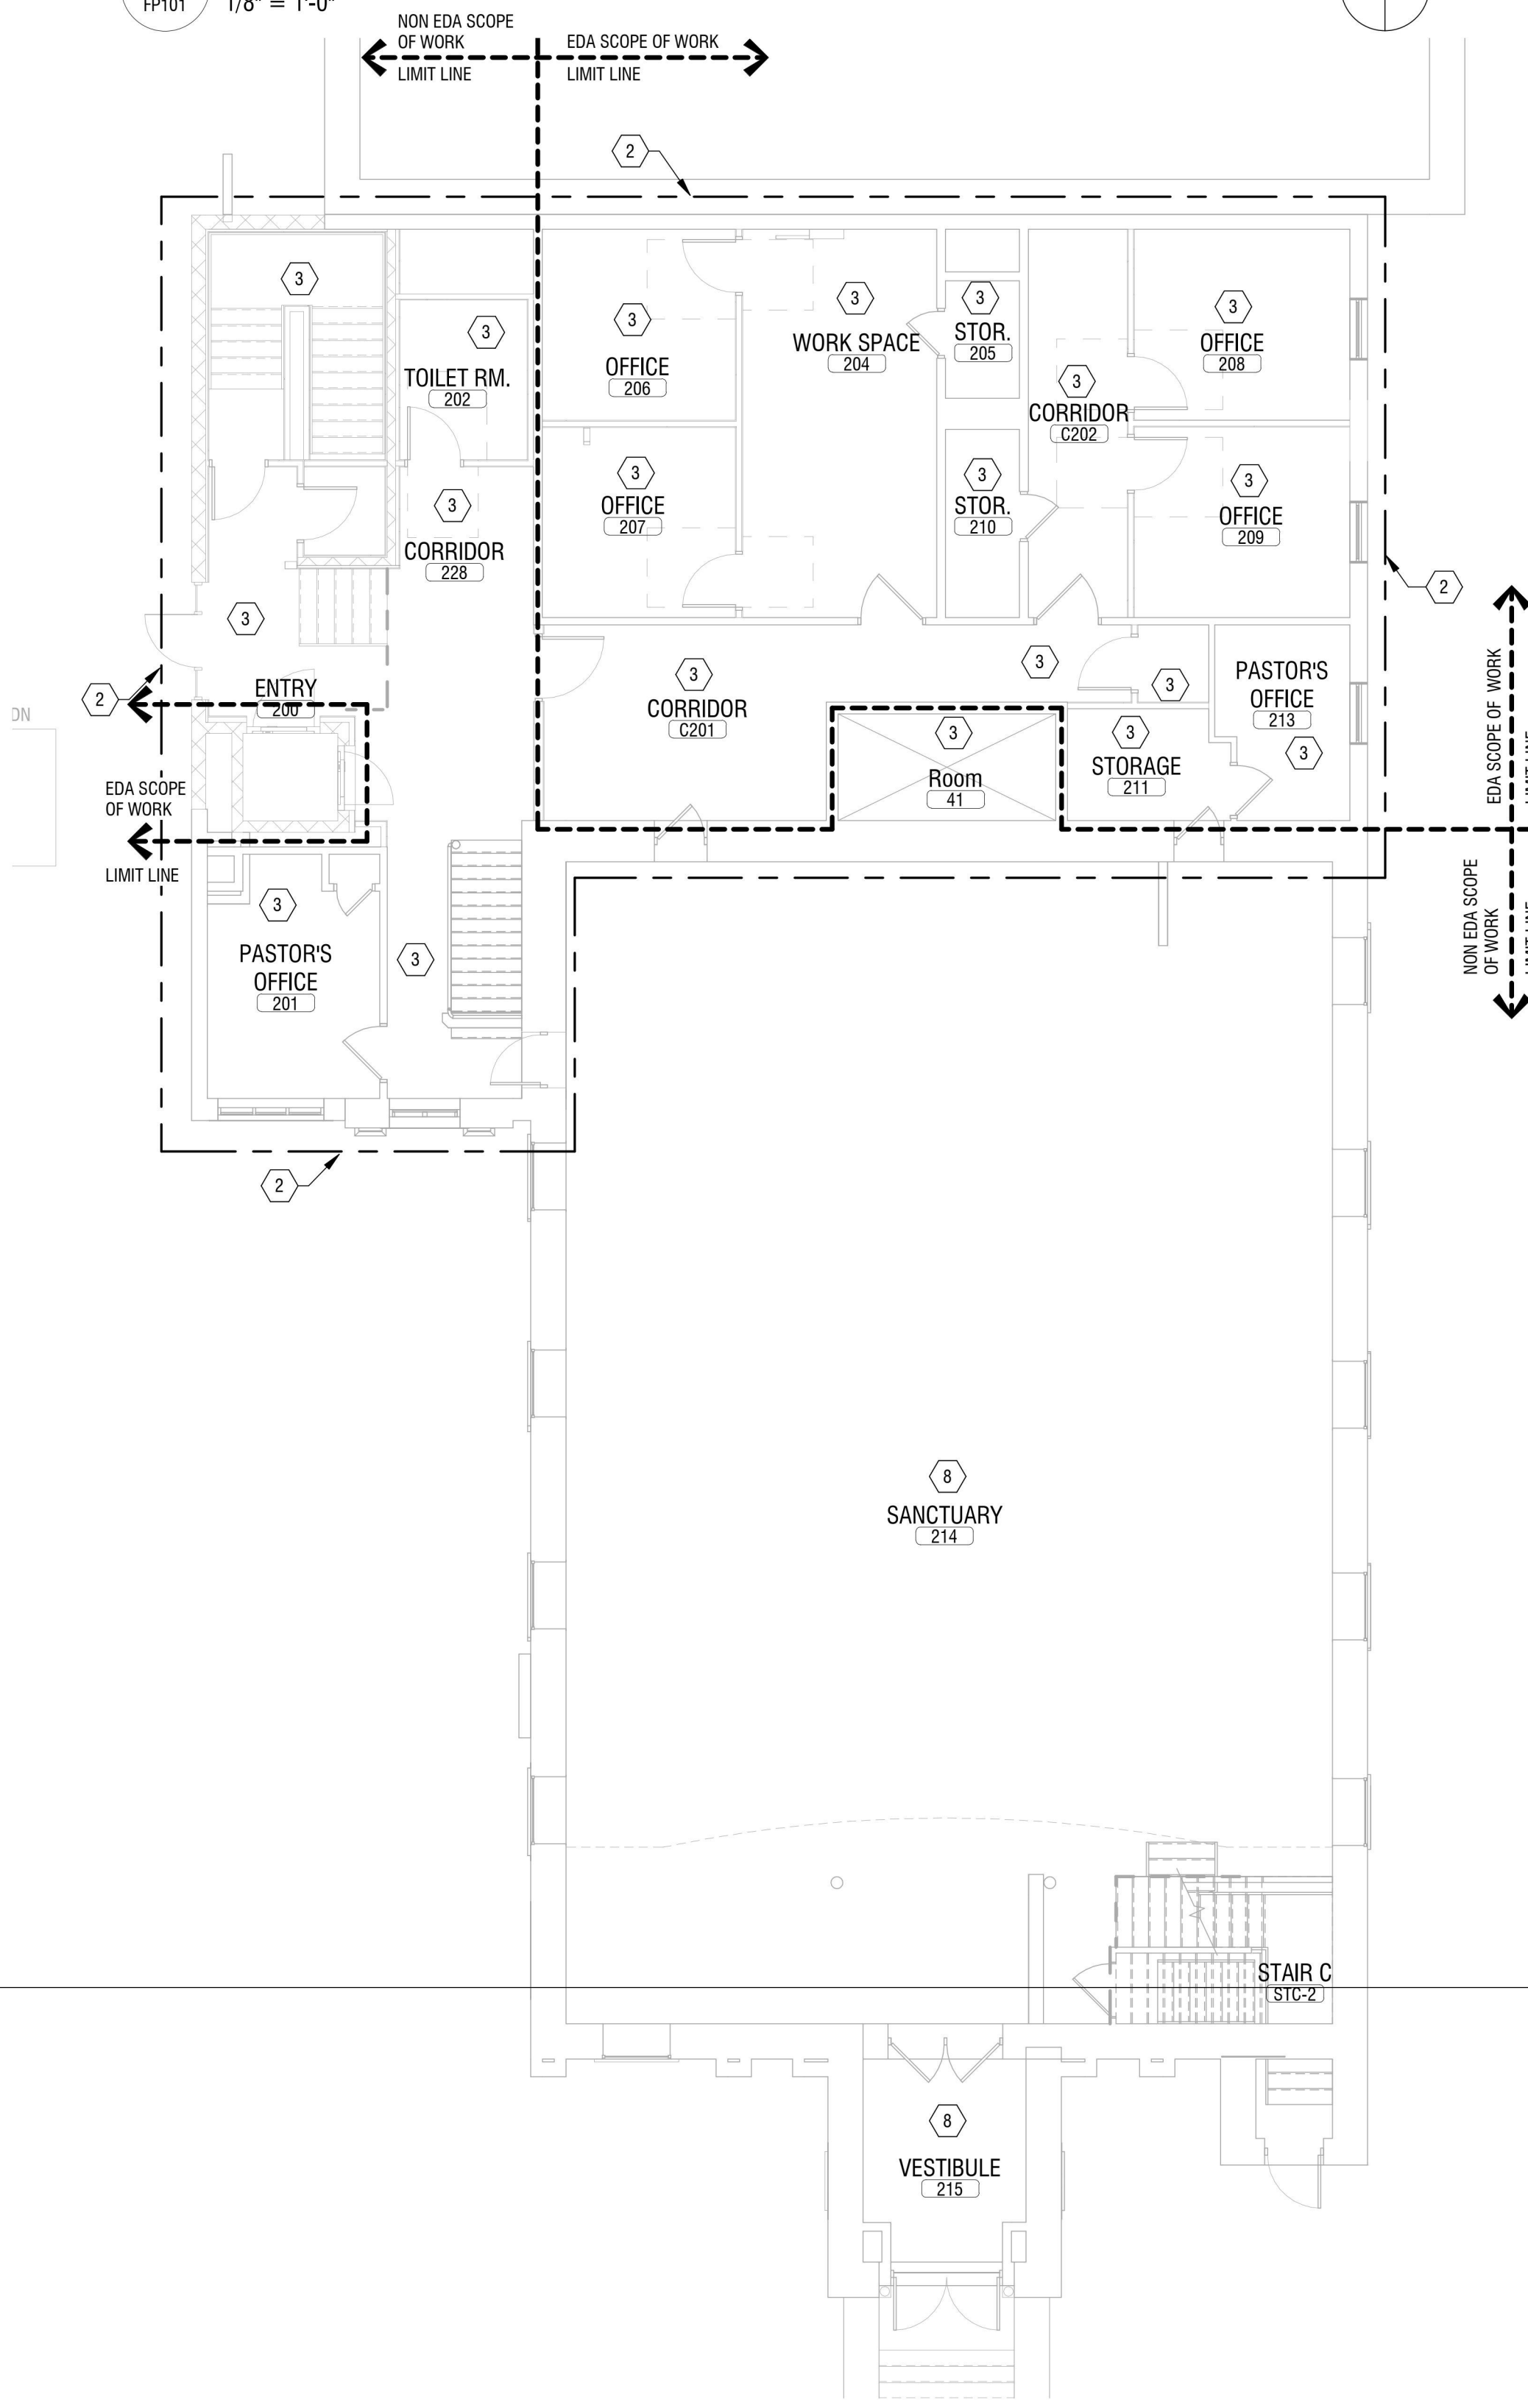 FP101
1/8" = 1'-0"
NON EDA SCOPE
OF WORK
LIMIT LINE
EDA SCOPE OF WORK
LIMIT LINE
2
3
3
TOILET RM.
202
3
OFFICE
206
3
WORK SPACE
204
3
STOR.
205
3
CORRIDOR
C202
3
OFFICE
208
3
CORRIDOR
228
3
OFFICE
207
3
STOR.
210
3
OFFICE
209
2
3
ENTRY
200
2
3
CORRIDOR
C201
3
3
PASTOR'S
OFFICE
213
3
3
Room
41
3
STORAGE
211
EDA SCOPE OF WORK
NON EDA SCOPE
OF WORK
EDA SCOPE
OF WORK
LIMIT LINE
3
PASTOR'S
OFFICE
201
3
2
8
SANCTUARY
214
STAIR C
STC-2
8
VESTIBULE
215